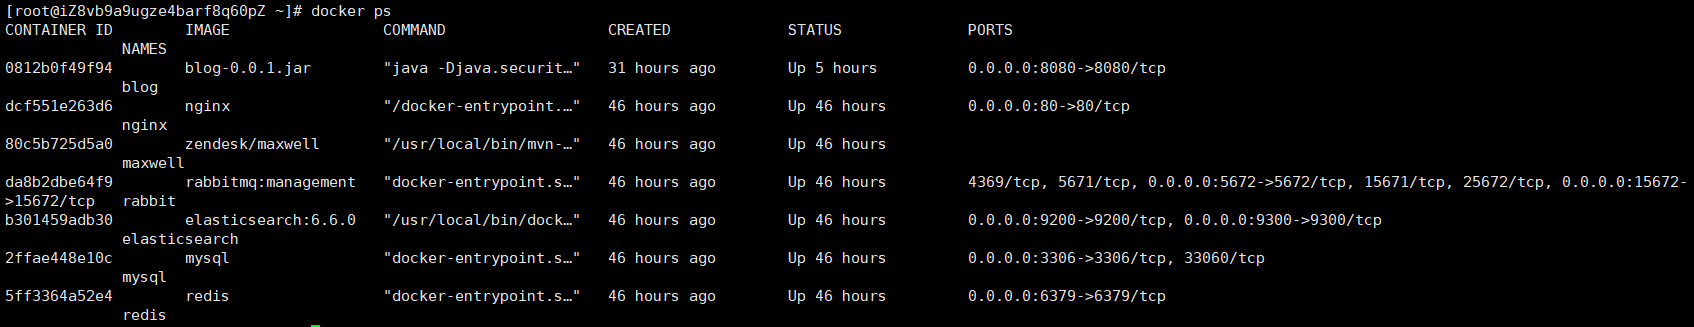 [root@iZ8vb9a9ugze4barf8q60pZ ~]# docker ps
CONTAINER ID        IMAGE                 COMMAND                  CREATED             STATUS              PORTS
             NAMES
0812b0f49f94        blog-0.0.1.jar        "java -Djava.securit…"   31 hours ago        Up 5 hours          0.0.0.0:8080->8080/tcp
             blog
dcf551e263d6        nginx                 "/docker-entrypoint.…"   46 hours ago        Up 46 hours         0.0.0.0:80->80/tcp
             nginx
80c5b725d5a0        zendesk/maxwell       "/usr/local/bin/mvn-…"   46 hours ago        Up 46 hours
             maxwell
da8b2dbe64f9        rabbitmq:management   "docker-entrypoint.s…"   46 hours ago        Up 46 hours         4369/tcp, 5671/tcp, 0.0.0.0:5672->5672/tcp, 15671/tcp, 25672/tcp, 0.0.0.0:15672-
>15672/tcp   rabbit
b301459adb30        elasticsearch:6.6.0   "/usr/local/bin/dock…"   46 hours ago        Up 46 hours         0.0.0.0:9200->9200/tcp, 0.0.0.0:9300->9300/tcp
             elasticsearch
2ffae448e10c        mysql                 "docker-entrypoint.s…"   46 hours ago        Up 46 hours         0.0.0.0:3306->3306/tcp, 33060/tcp
             mysql
5ff3364a52e4        redis                 "docker-entrypoint.s…"   46 hours ago        Up 46 hours         0.0.0.0:6379->6379/tcp
             redis